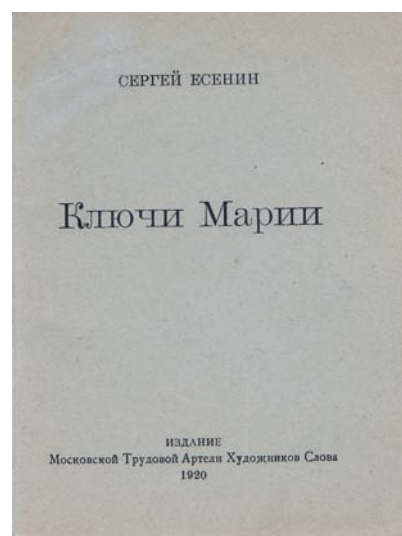 СЕРГЕЙ ЕСЕНИН
Ключи Марии
ИЗДАНИЕ
Московской Трудовой Артели Художников Слова
1920